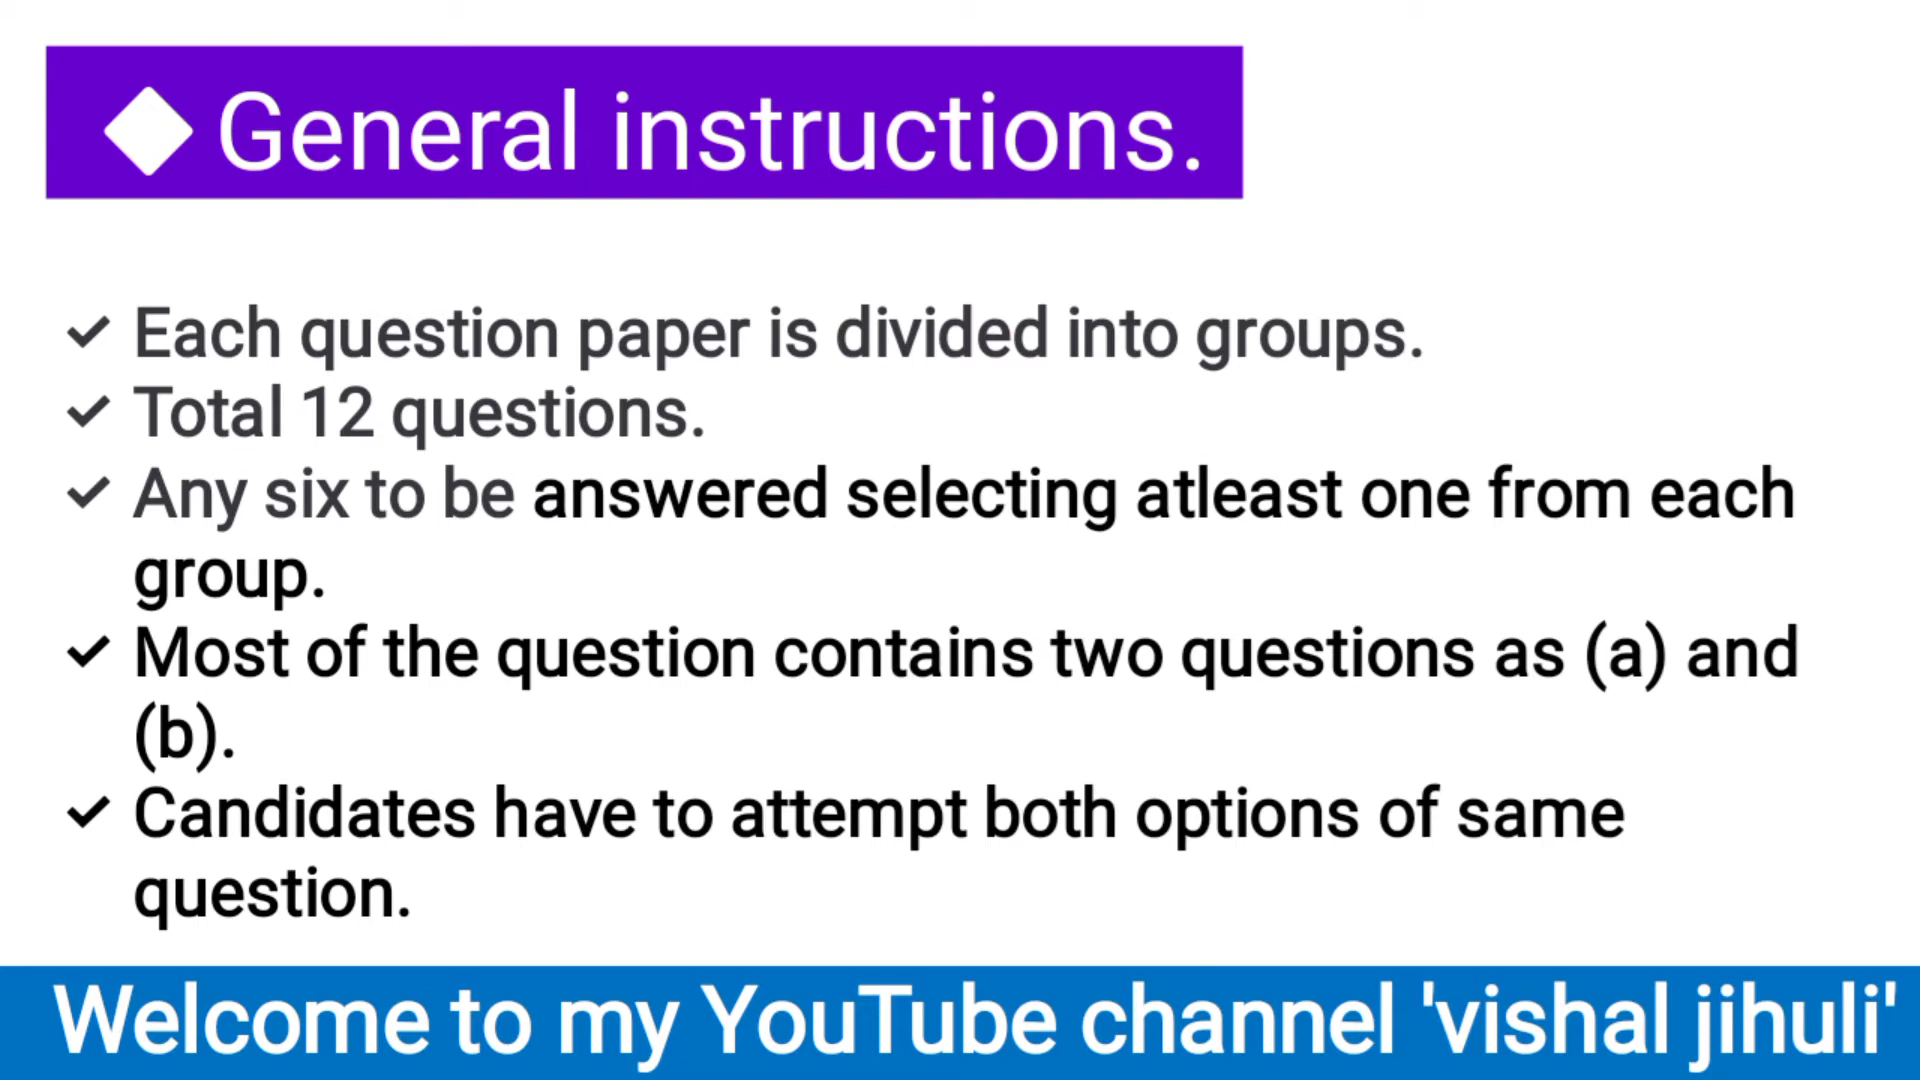 ◆ General instructions.
✓ Each question paper is divided into groups.
✓ Total 12 questions.
✓ Any six to be answered selecting atleast one from each
group.
✓ Most of the question contains two questions as (a) and
(b).
✓ Candidates have to attempt both options of same
question.
Welcome to my YouTube channel 'vishal jihuli'